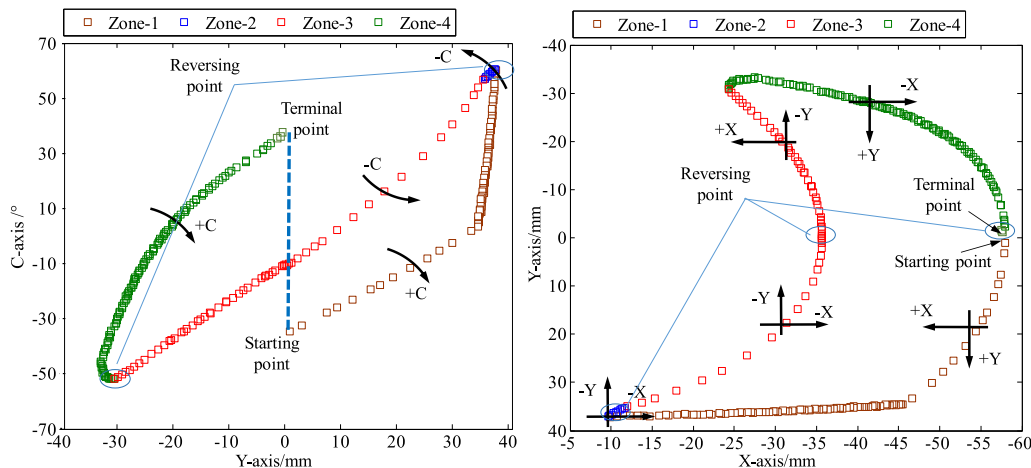 Zone-1 Zone-2 Zone-3 Zone-4
70
50
30
10
-10
-30
-50
-70
C-axis /°
-40 -30 -20 -10 0 10 20 30 40
Y-axis/mm
Reversing
point
Terminal
point
Starting
point
-C
-C
+C
+C
Zone-1 Zone-2 Zone-3 Zone-4
-40
-30
-20
-10
0
10
20
30
40
Y-axis/mm
-5 -10 -15 -20 -25 -30 -35 -40 -45 -50 -55 -60
X-axis/mm
-X
+Y
-Y
+X
Reversing
point
Terminal
point
Starting point
-Y
-X
+X
+Y
-Y
-X